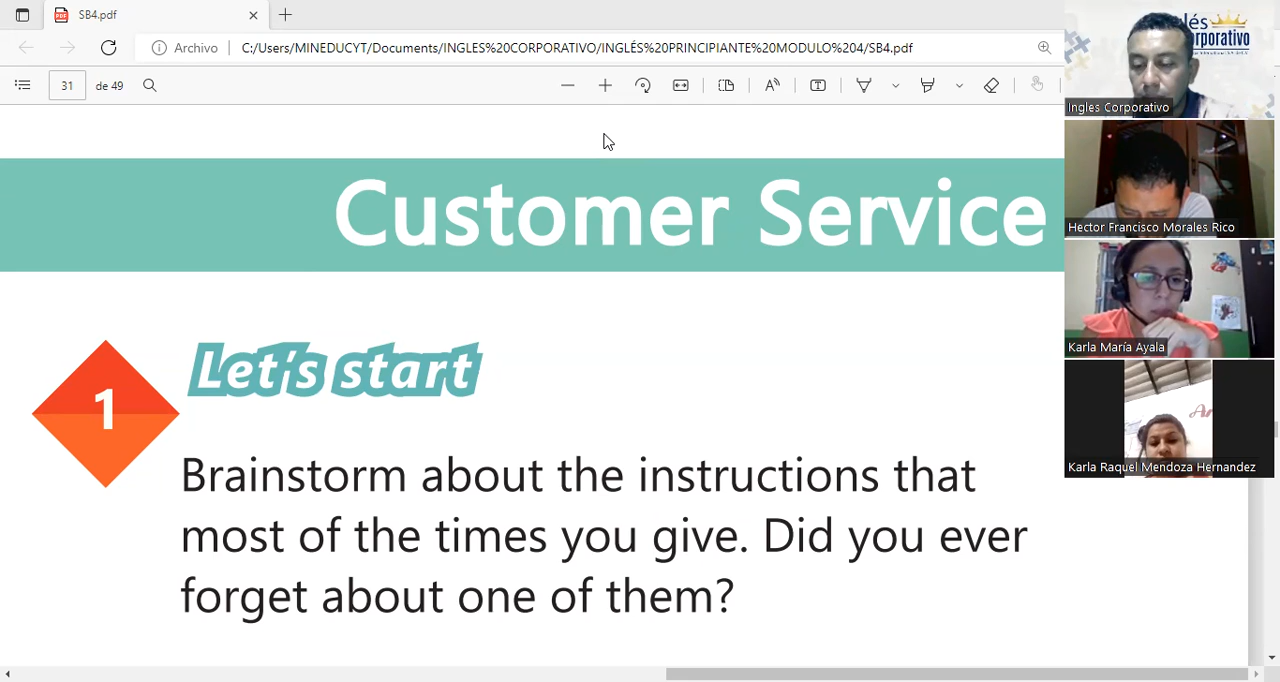 SB4.pdf
Archivo
C:/Users/MINEDUCYT/Documents/INGLES%20CORPORATIVO/INGLÉS%20PRINCIPIANTE%20MODULO%204/SB4.pdf
31 de 49
Customer Service
1
Let's start
Brainstorm about the instructions that
most of the times you give. Did you ever
forget about one of them?
Ingles Corporativo
Hector Francisco Morales Rico
Karla María Ayala
Karla Raquel Mendoza Hernandez